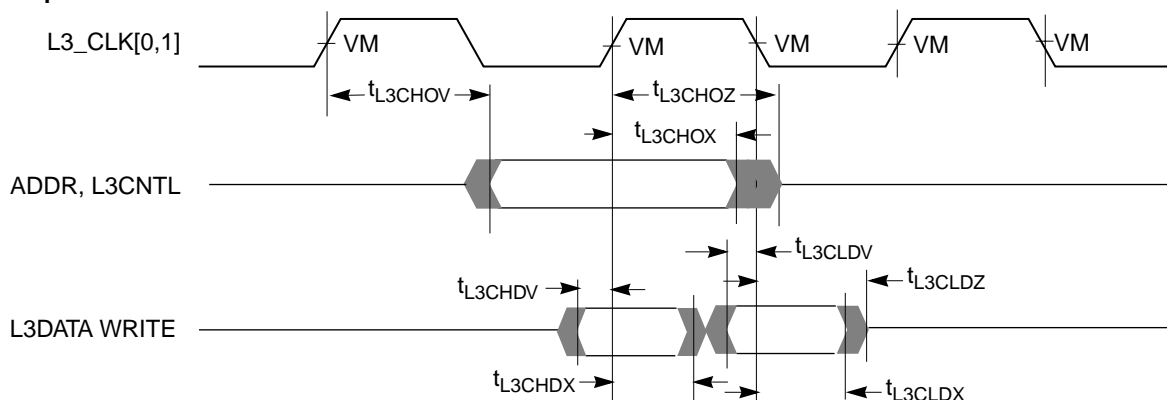 L3_CLK[0,1] VM VM VM VM VM
tL3CHOV tL3CHOZ
tL3CHOX
ADDR, L3CNTL
tL3CLDV
tL3CHDV tL3CLDZ
L3DATA WRITE
tL3CHDX tL3CLDX